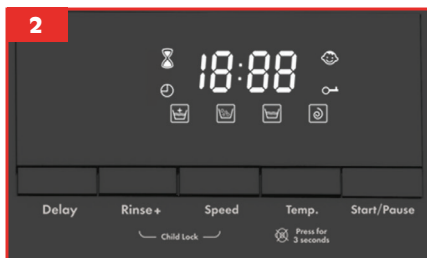 2
18:88
Delay Rinse+ Speed Temp. Start/Pause
Child Lock
Press for
3 seconds